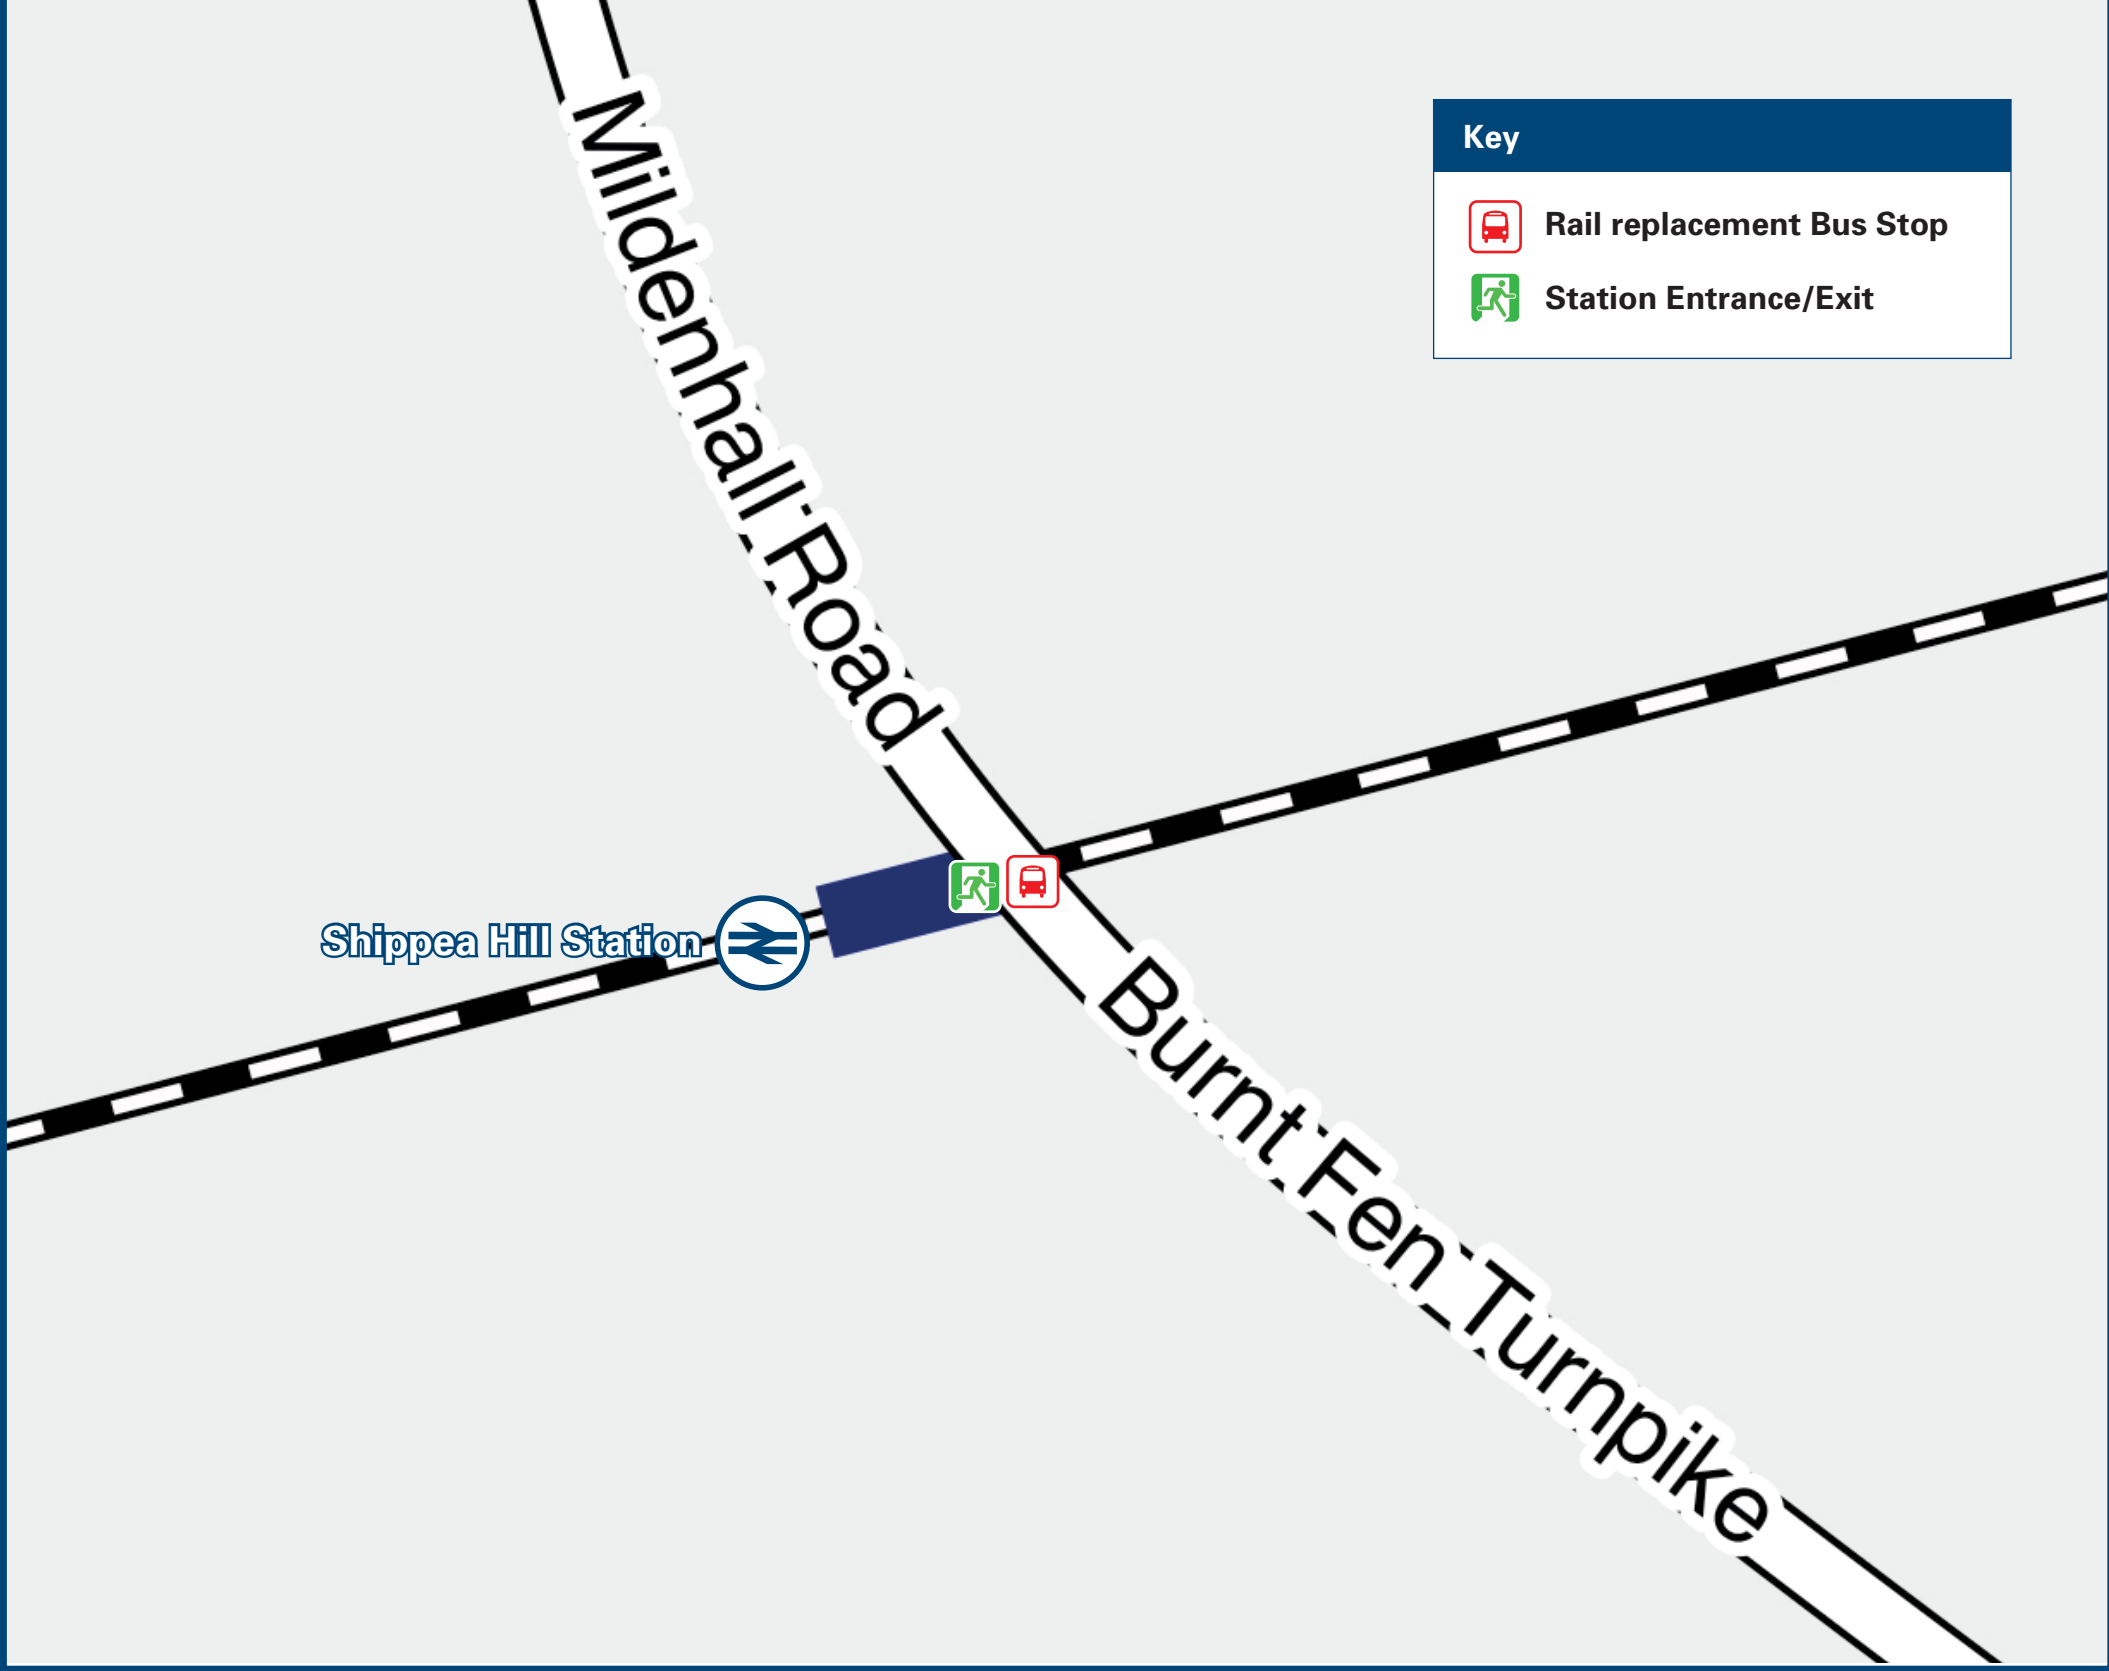 Mildenhall Road
Key
Rail replacement Bus Stop
Station Entrance/Exit
Shippea Hill Station
Burnt Fen Turnpike